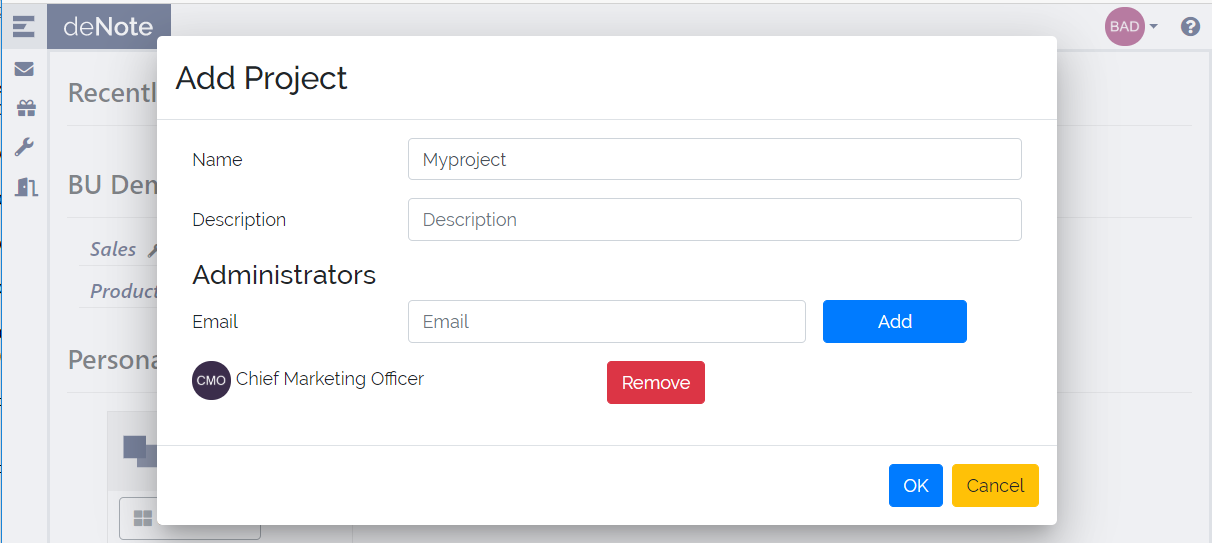 deNote
BAD
Add Project
Recentl
Name
Myproject
BU Den
Description
Description
Sales
Administrators
Product
Email
Email
Add
Persona
CMO
Chief Marketing Officer
Remove
OK
Cancel